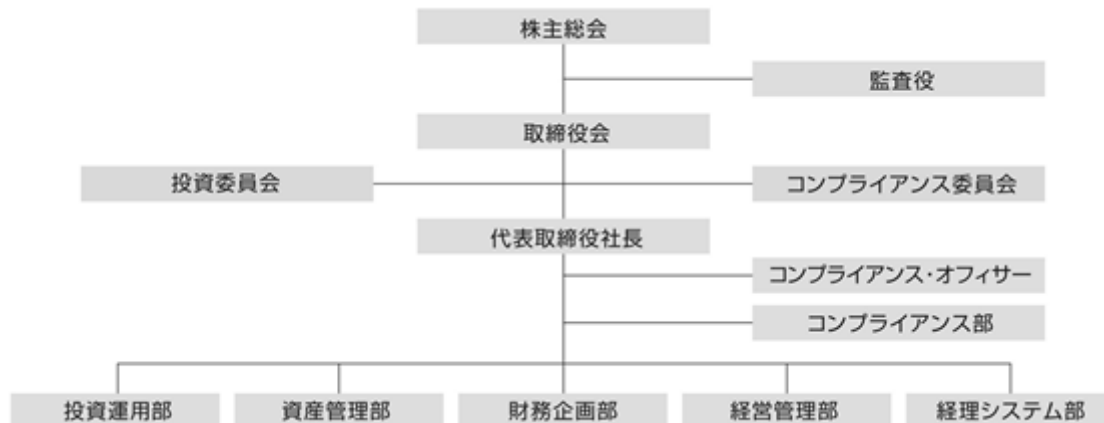 株主総会
監査役
取締役会
投資委員会
コンプライアンス委員会
代表取締役社長
コンプライアンス・オフィサー
コンプライアンス部
投資運用部
資産管理部
財務企画部
経営管理部
経理システム部